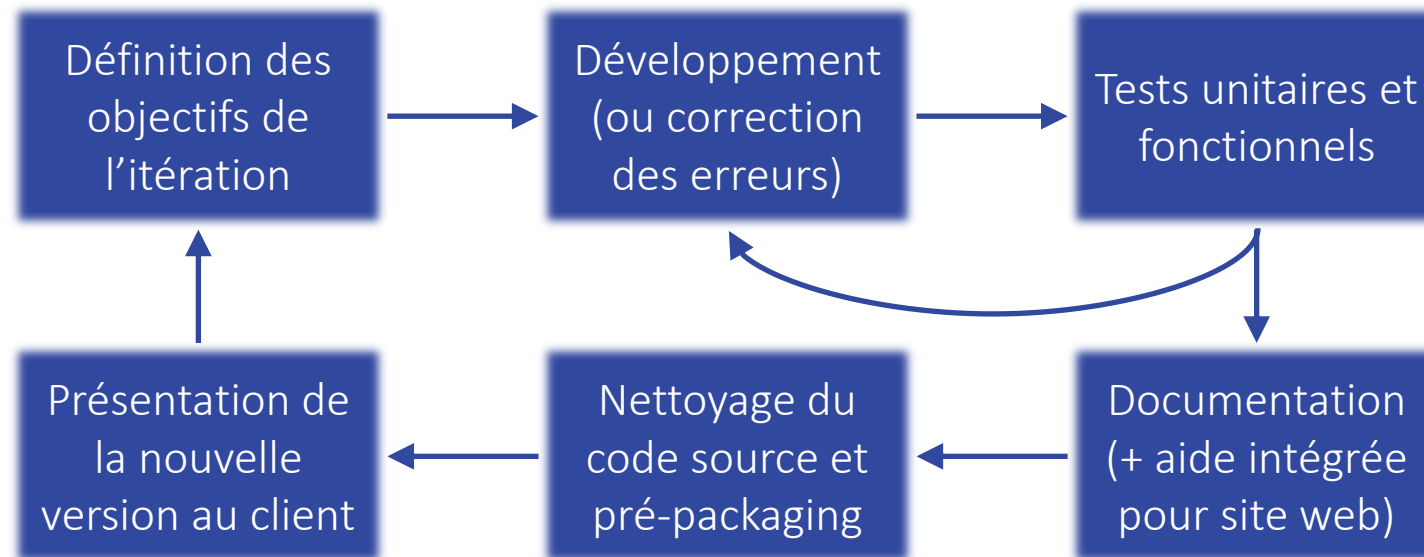 Définition des
objectifs de
l’itération
Développement
(ou correction
des erreurs)
Tests unitaires et
fonctionnels
Présentation de
la nouvelle
version au client
Nettoyage du
code source et
pré-packaging
Documentation
(+ aide intégrée
pour site web)